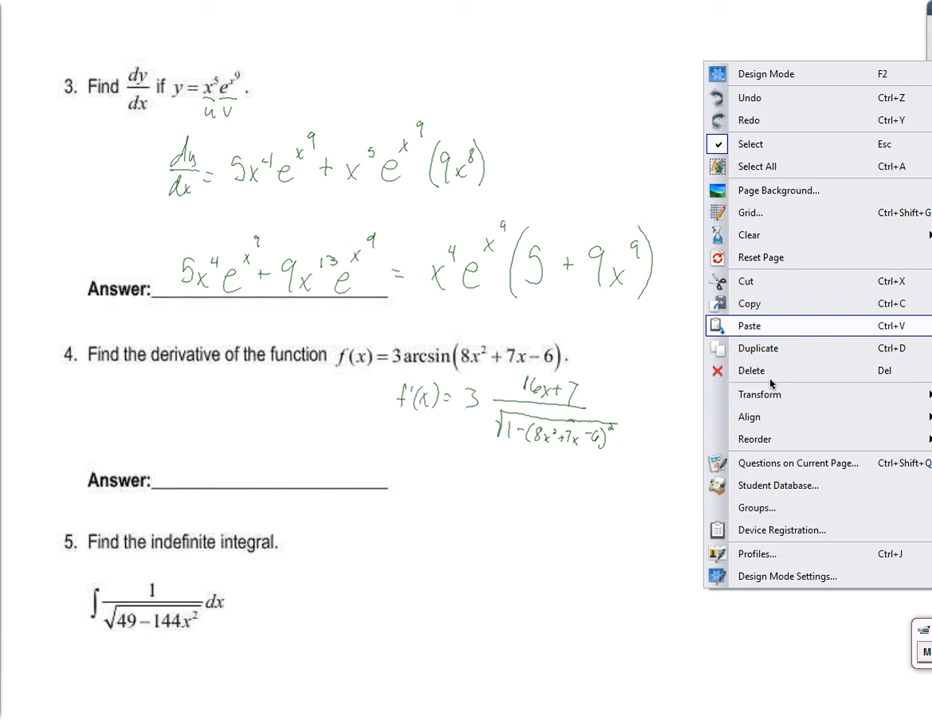 3. Find dy/dx if y = x⁵e^x⁹.
u v
dy/dx = 5x⁴e^x⁹ + x⁵e^x⁹(9x⁸)
Answer: 5x⁴e^x⁹ + 9x¹³e^x⁹ = x⁴e^x⁹(5 + 9x⁹)
4. Find the derivative of the function f(x) = 3 arcsin(8x² + 7x − 6).
f'(x) = 3 (16x+7)/√(1−(8x²+7x−6)²)
Answer:
5. Find the indefinite integral.
∫ 1/√(49 − 144x²) dx
Design Mode F2
Undo Ctrl+Z
Redo Ctrl+Y
Select Esc
Select All Ctrl+A
Page Background...
Grid... Ctrl+Shift+G
Clear
Reset Page
Cut Ctrl+X
Copy Ctrl+C
Paste Ctrl+V
Duplicate Ctrl+D
Delete Del
Transform
Align
Reorder
Questions on Current Page... Ctrl+Shift+Q
Student Database...
Groups...
Device Registration...
Profiles... Ctrl+J
Design Mode Settings...
M